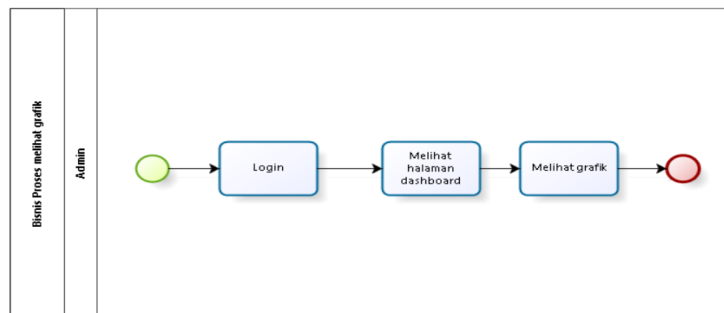 Bisnis Proses melihat grafik
Admin
Login
Melihat
halaman
dashboard
Melihat grafik